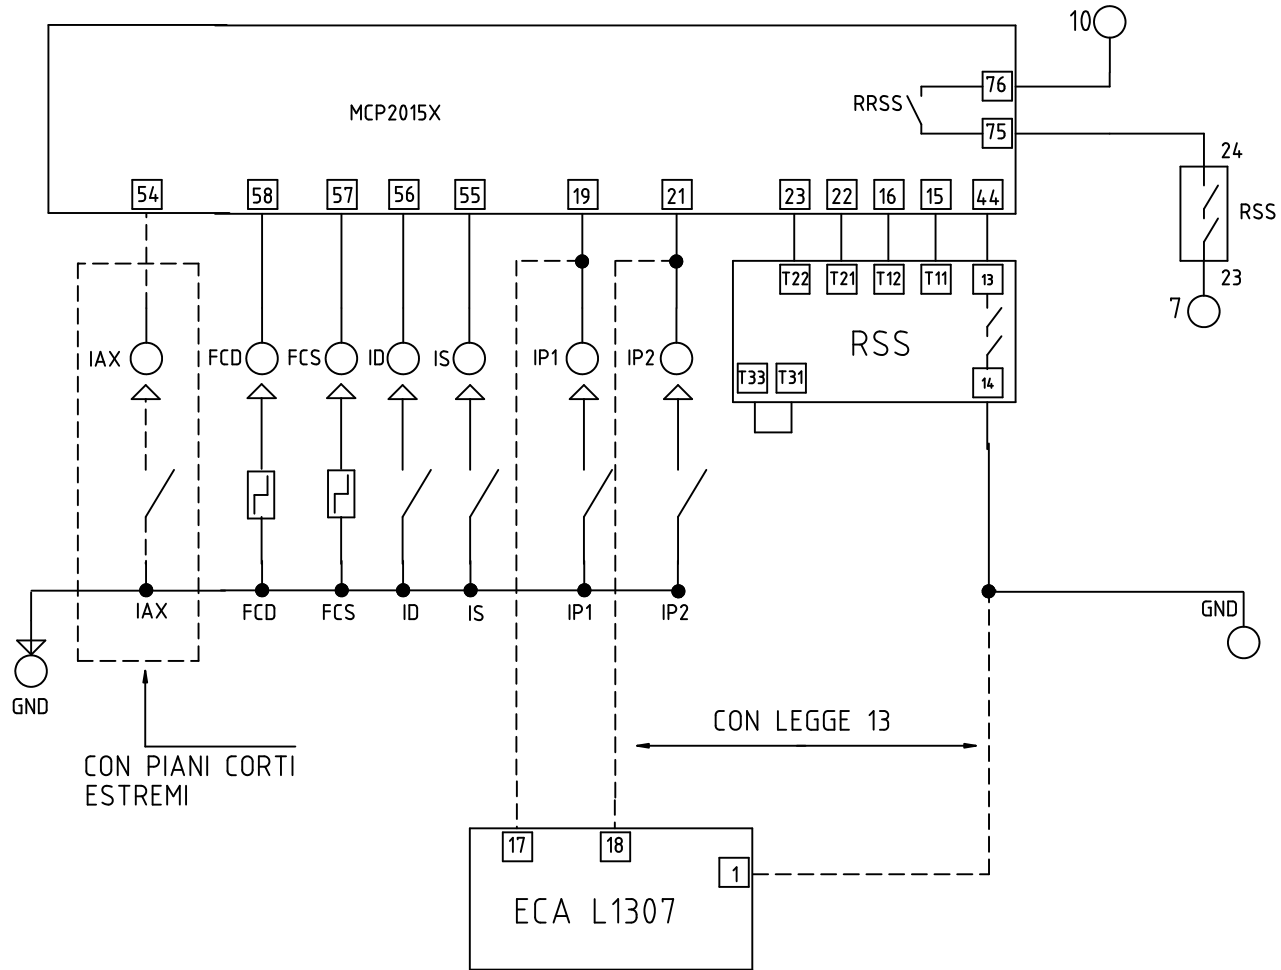 10
76
RRSS
MCP2015X
75
24
54
58
57
56
55
19
21
23
22
16
15
44
RSS
T22
T21
T12
T11
13
23
7
RSS
IAX
FCD
FCS
ID
IS
IP1
IP2
T33
T31
14
IAX
FCD
FCS
ID
IS
IP1
IP2
GND
GND
CON LEGGE 13
CON PIANI CORTI
ESTREMI
17
18
1
ECA L1307